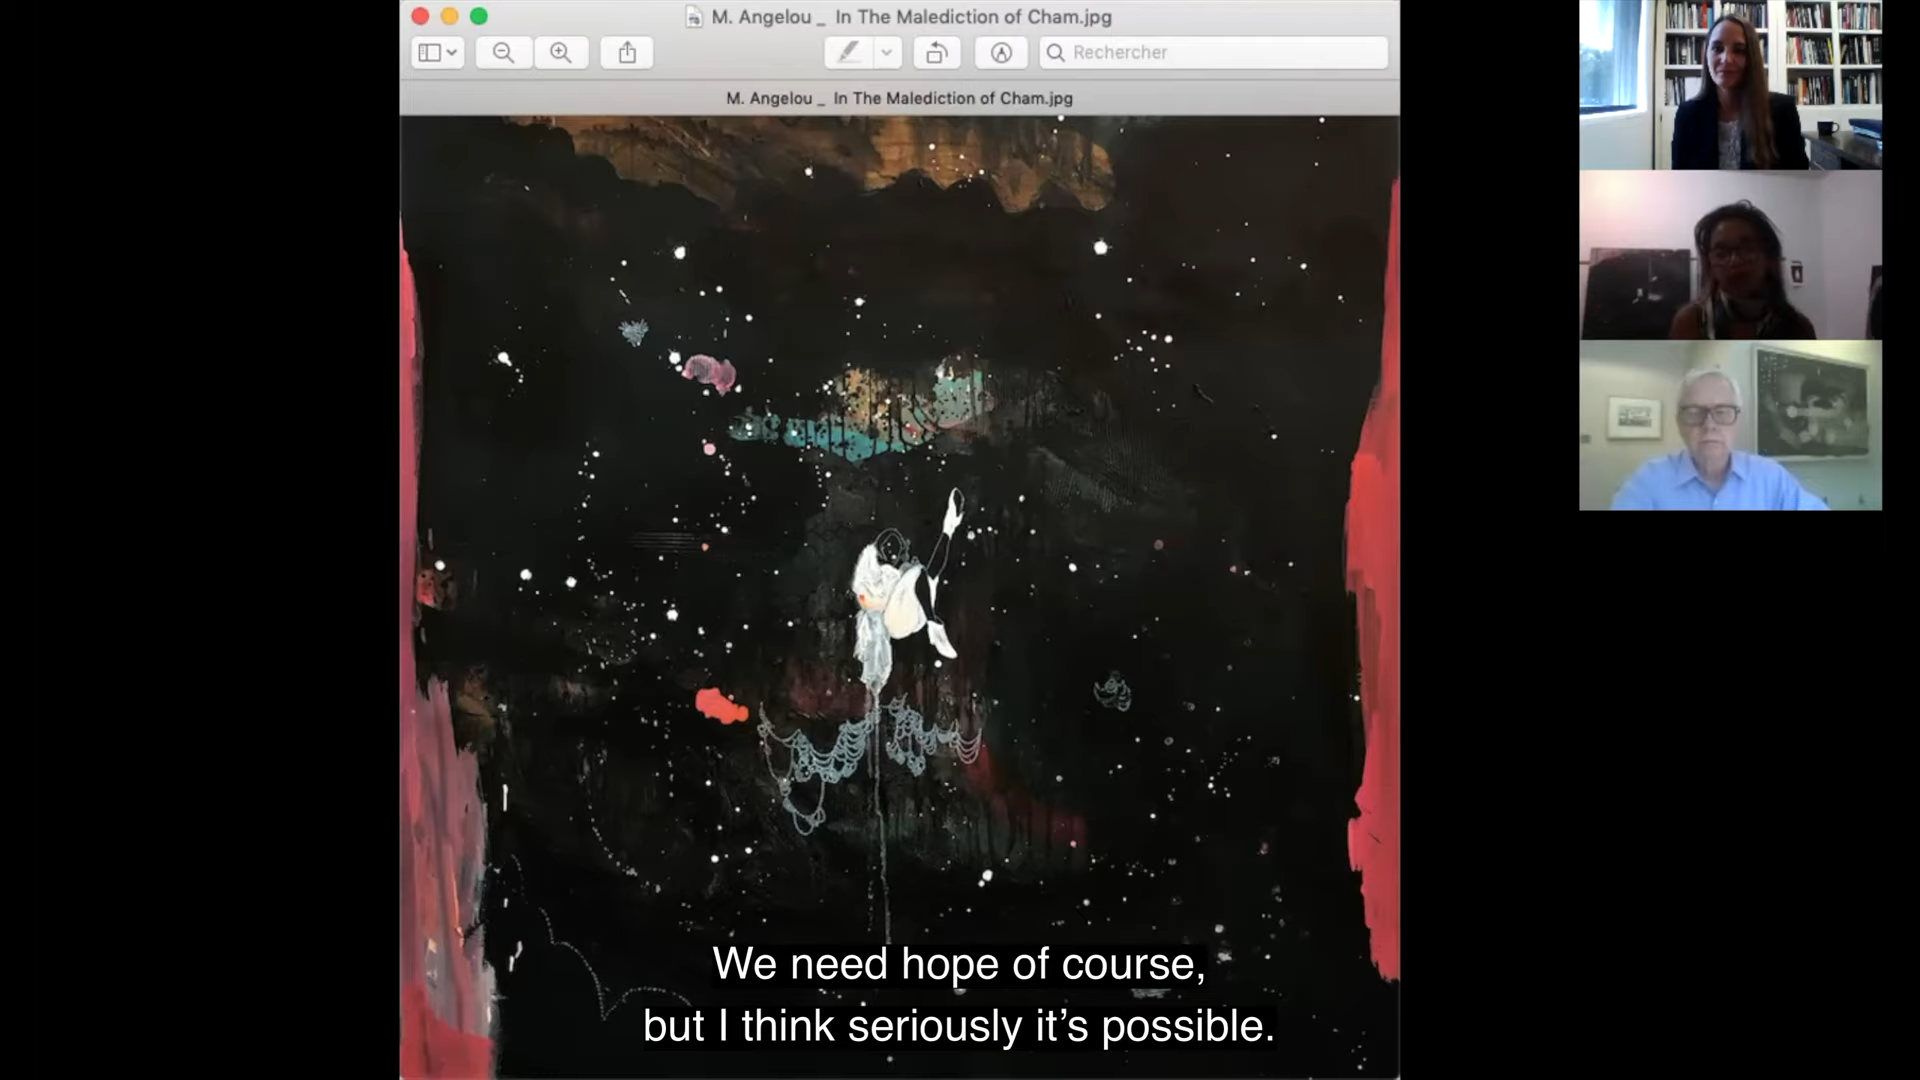 M. Angelou _ In The Malediction of Cham.jpg
Rechercher
M. Angelou _ In The Malediction of Cham.jpg
We need hope of course,
but I think seriously it’s possible.